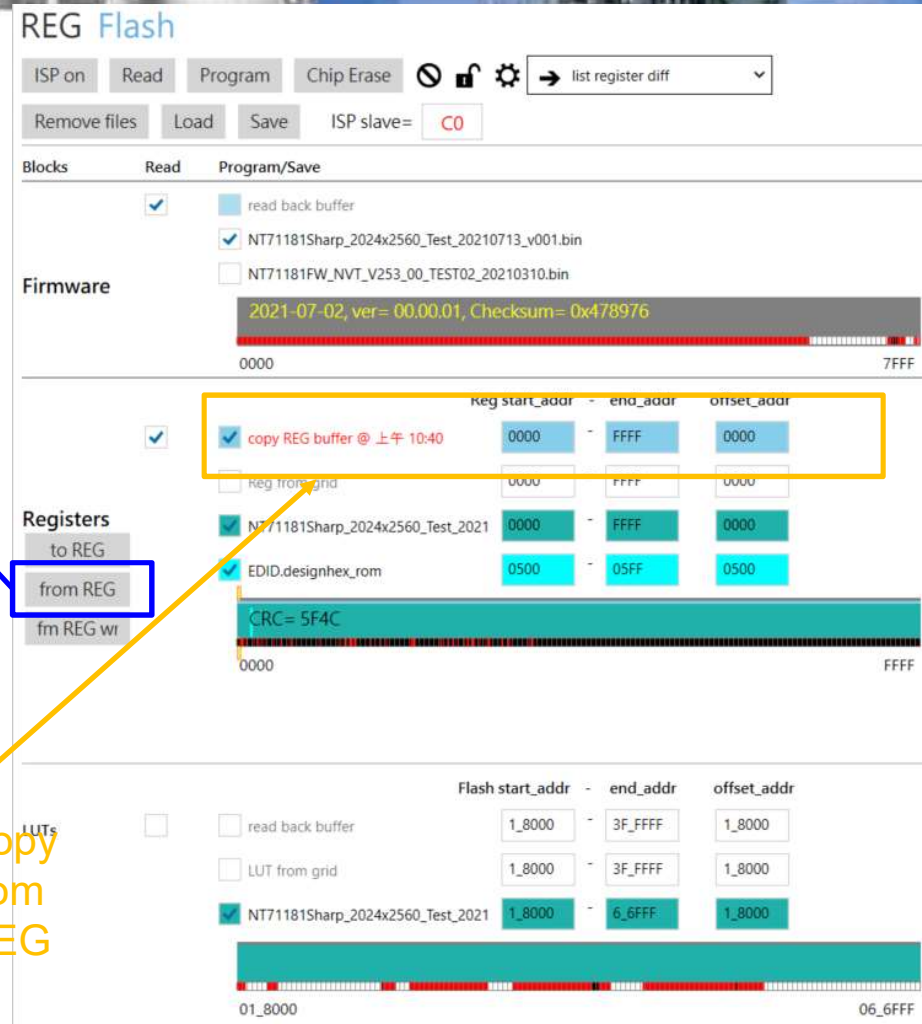 REG Flash
ISP on Read Program Chip Erase list register diff
Remove files Load Save ISP slave= C0
Blocks Read Program/Save
read back buffer
NT71181Sharp_2024x2560_Test_20210713_v001.bin
NT71181FW_NVT_V253_00_TEST02_20210310.bin
Firmware
2021-07-02, ver= 00.00.01, Checksum= 0x478976
0000 7FFF
Reg start_addr - end_addr offset_addr
copy REG buffer @ 上午 10:40 0000 - FFFF 0000
Reg from grid 0000 - FFFF 0000
Registers
NT71181Sharp_2024x2560_Test_2021 0000 - FFFF 0000
to REG
EDID.designhex_rom 0500 - 05FF 0500
from REG
CRC= 5F4C
fm REG wr
0000 FFFF
Flash start_addr - end_addr offset_addr
LUTs
read back buffer 1_8000 - 3F_FFFF 1_8000
opy
LUT from grid 1_8000 - 3F_FFFF 1_8000
om
NT71181Sharp_2024x2560_Test_2021 1_8000 - 6_6FFF 1_8000
EG
01_8000 06_6FFF